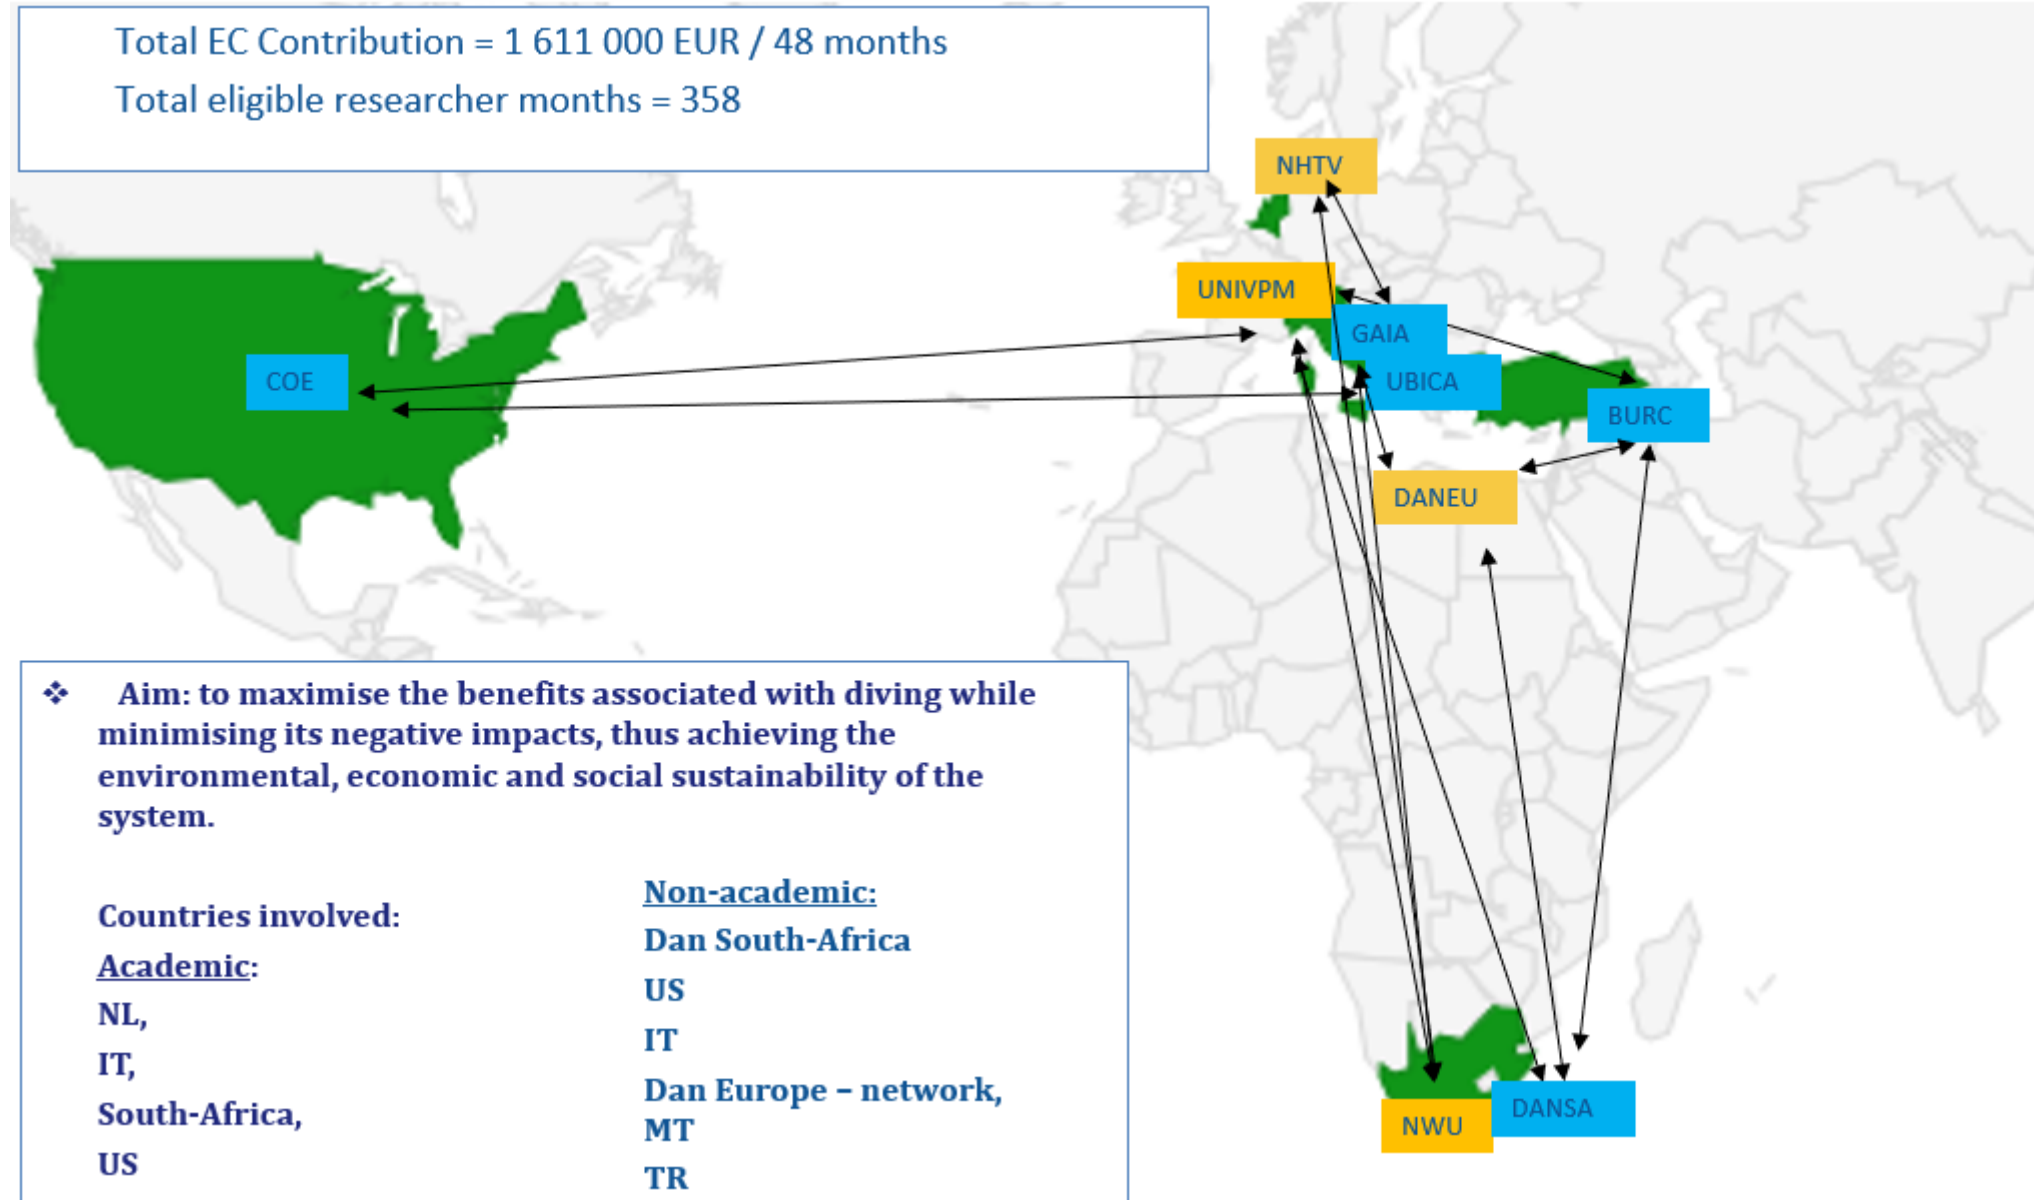 Total EC Contribution = 1 611 000 EUR / 48 months
Total eligible researcher months = 358
NHTV
UNIVPM
GAIA
COE
UBICA
BURC
DANEU
❖ Aim: to maximise the benefits associated with diving while
minimising its negative impacts, thus achieving the
environmental, economic and social sustainability of the
system.
Countries involved:
Academic:
NL,
IT,
South-Africa,
US
Non-academic:
Dan South-Africa
US
IT
Dan Europe – network,
MT
TR
DANSA
NWU